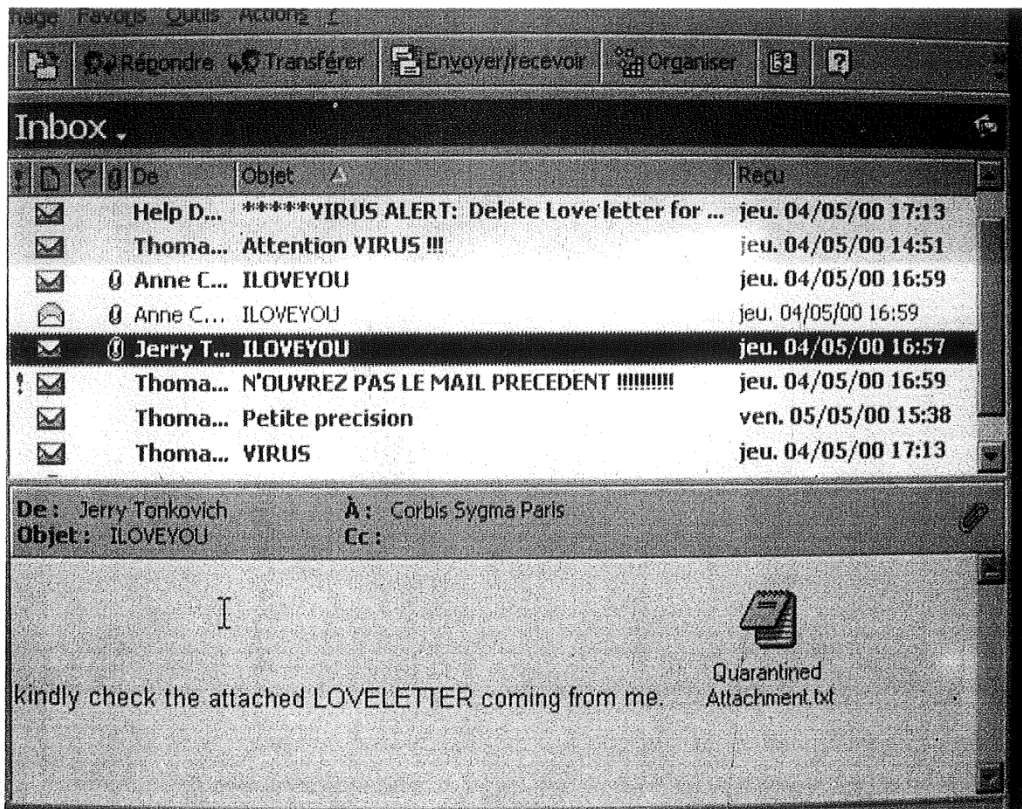 Favoris Outils Actions ?
Répondre Transférer Envoyer/recevoir Organiser
Inbox
! De Objet Reçu
Help D... *****VIRUS ALERT: Delete Love letter for ... jeu. 04/05/00 17:13
Thoma... Attention VIRUS !!! jeu. 04/05/00 14:51
Anne C... ILOVEYOU jeu. 04/05/00 16:59
Anne C... ILOVEYOU jeu. 04/05/00 16:59
Jerry T... ILOVEYOU jeu. 04/05/00 16:57
! Thoma... N'OUVREZ PAS LE MAIL PRECEDENT !!!!!!!!!! jeu. 04/05/00 16:59
Thoma... Petite precision ven. 05/05/00 15:38
Thoma... VIRUS jeu. 04/05/00 17:13
De : Jerry Tonkovich À : Corbis Sygma Paris
Objet : ILOVEYOU Cc :
Quarantined
Attachment.txt
kindly check the attached LOVELETTER coming from me.